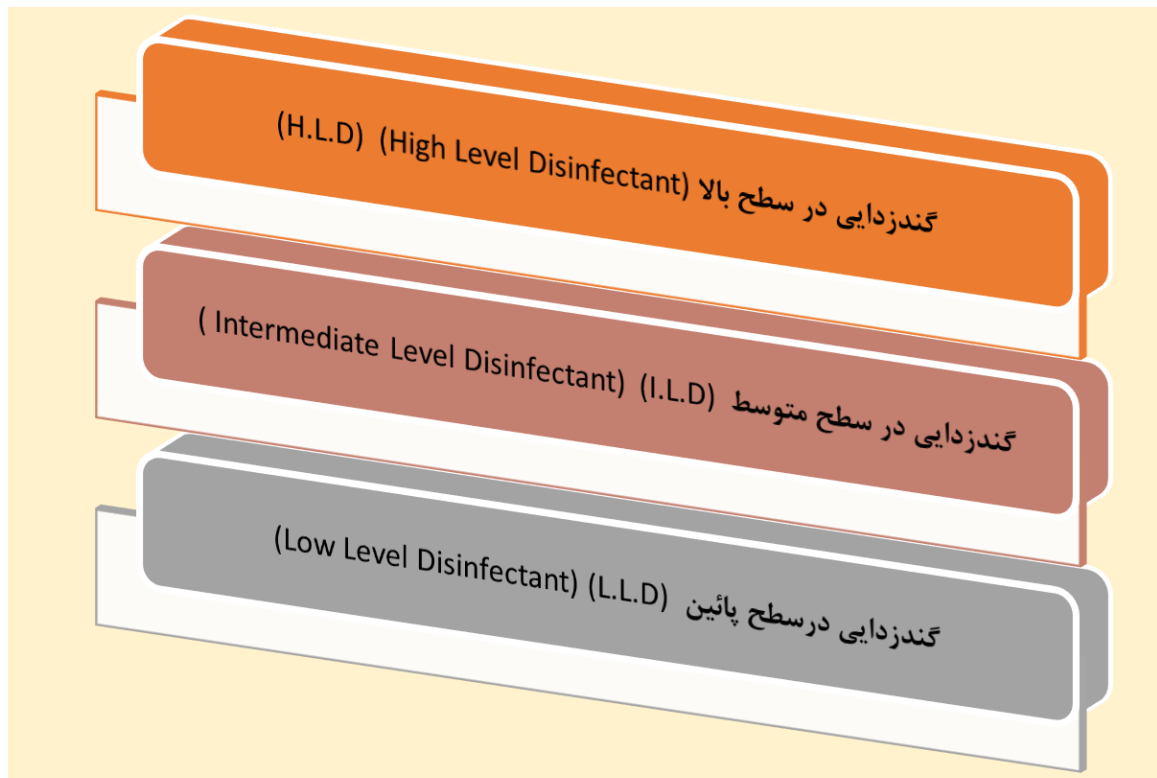 گندزدایی در سطح بالا (High Level Disinfectant) (H.L.D)
گندزدایی در سطح متوسط (I.L.D) (Intermediate Level Disinfectant )
گندزدایی درسطح پائین (L.L.D) (Low Level Disinfectant)